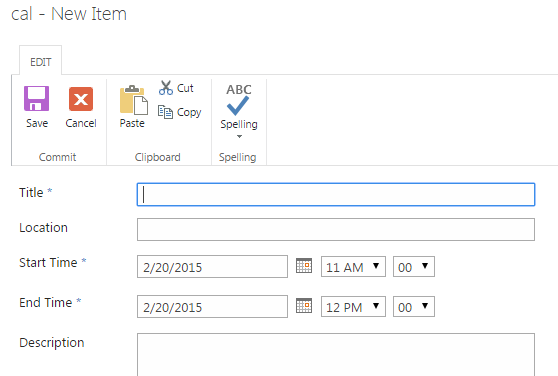 cal - New Item
EDIT
Save
Cancel
Paste
Cut
Copy
ABC
Spelling
Commit
Clipboard
Spelling
Title *
Location
Start Time * 2/20/2015 11 AM 00
End Time * 2/20/2015 12 PM 00
Description